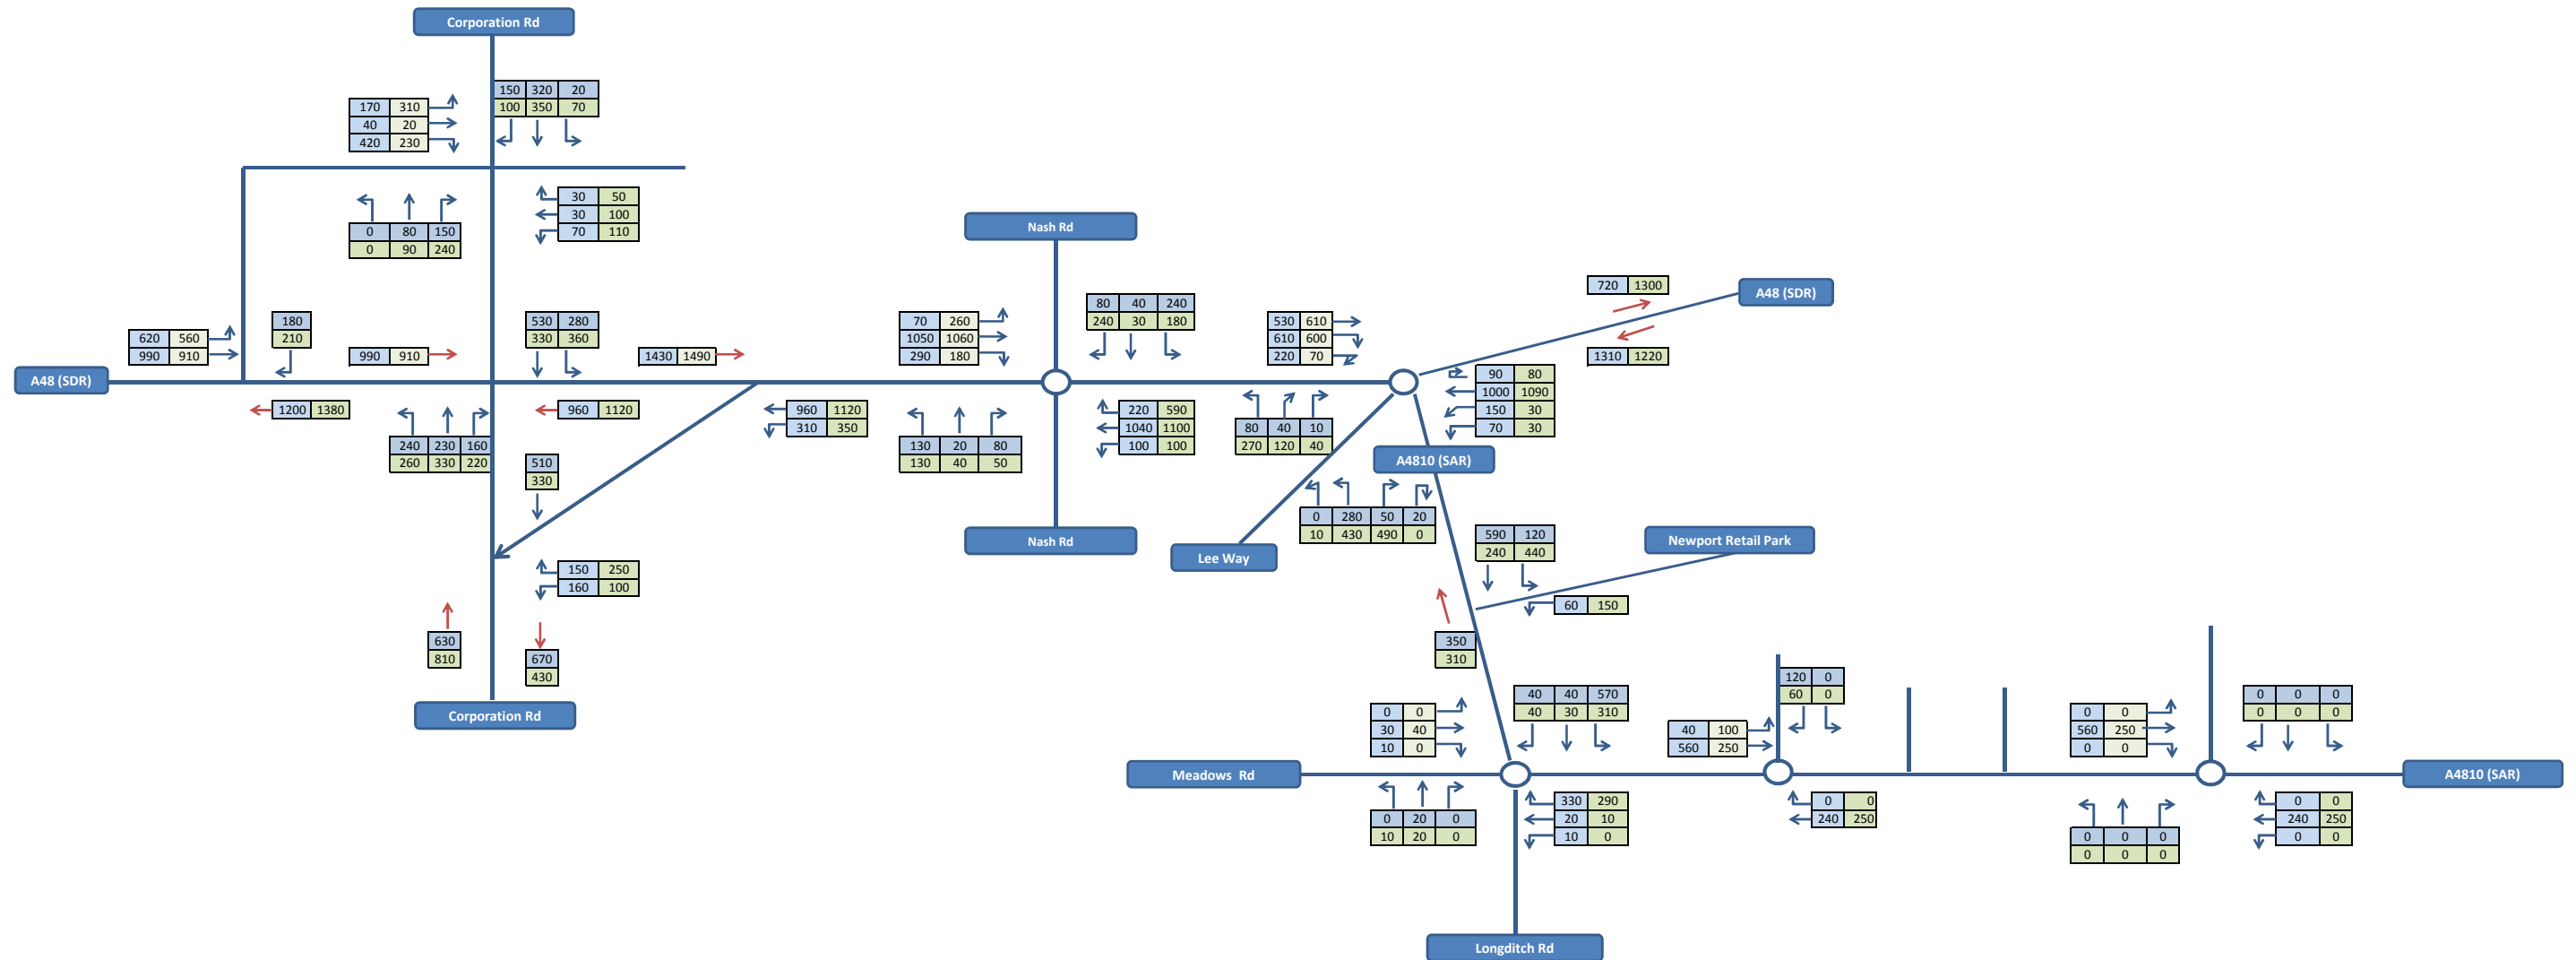 Corporation Rd
150 320 20
100 350 70
170 310
40 20
420 230
30 50
30 100
70 110
0 80 150
0 90 240
Nash Rd
A48 (SDR)
720 1300
1310 1220
620 560
990 910
180
210
990 910
530 280
330 360
1430 1490
70 260
1050 1060
290 180
80 40 240
240 30 180
530 610
610 600
220 70
90 80
1000 1090
150 30
70 30
A48 (SDR)
1200 1380
960 1120
240 230 160
260 330 220
960 1120
310 350
130 20 80
130 40 50
220 590
1040 1100
100 100
80 40 10
270 120 40
A4810 (SAR)
510
330
0 280 50 20
10 430 490 0
Nash Rd
Lee Way
590 120
240 440
Newport Retail Park
60 150
150 250
160 100
630
810
670
430
350
310
Corporation Rd
0 0
30 40
10 0
40 40 570
40 30 310
40 100
560 250
120 0
60 0
0 0
560 250
0 0
0 0 0
0 0 0
Meadows Rd
A4810 (SAR)
0 20 0
10 20 0
330 290
20 10
10 0
0 0
240 250
0 0 0
0 0 0
0 0
240 250
0 0
Longditch Rd